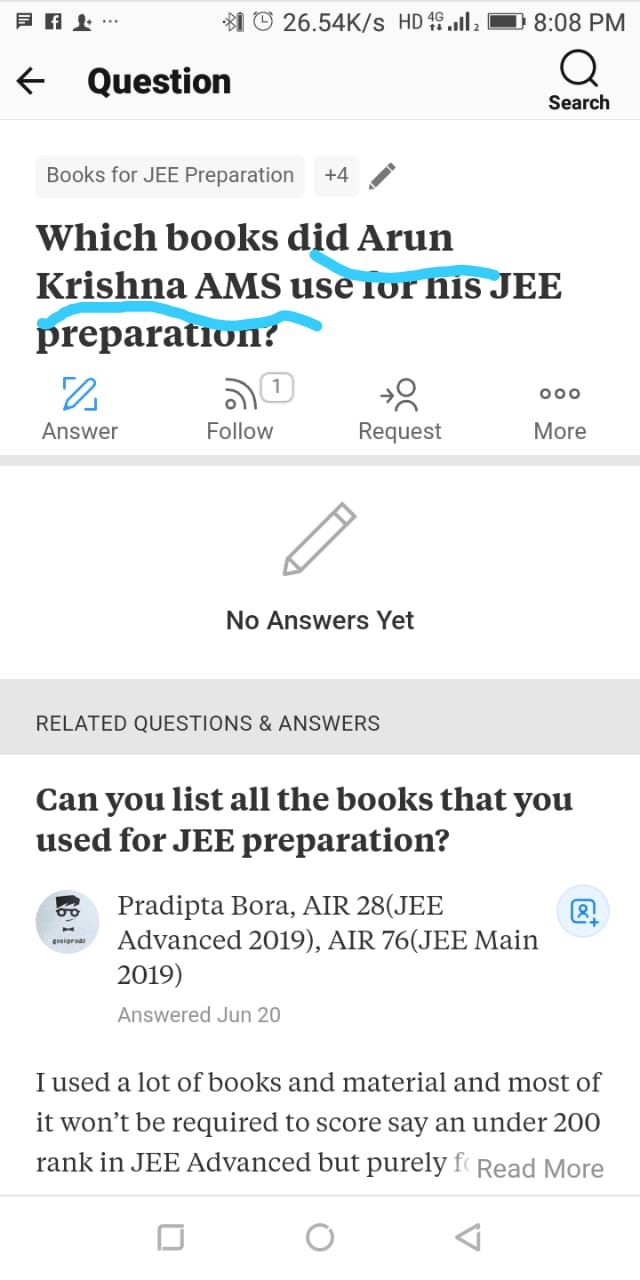 26.54K/s HD 4G 2 8:08 PM
Question
Search
Books for JEE Preparation +4
Which books did Arun
Krishna AMS use for his JEE
preparation?
1
Answer Follow Request More
No Answers Yet
RELATED QUESTIONS & ANSWERS
Can you list all the books that you
used for JEE preparation?
geekpradd
Pradipta Bora, AIR 28(JEE
Advanced 2019), AIR 76(JEE Main
2019)
Answered Jun 20
I used a lot of books and material and most of
it won't be required to score say an under 200
rank in JEE Advanced but purely Read More